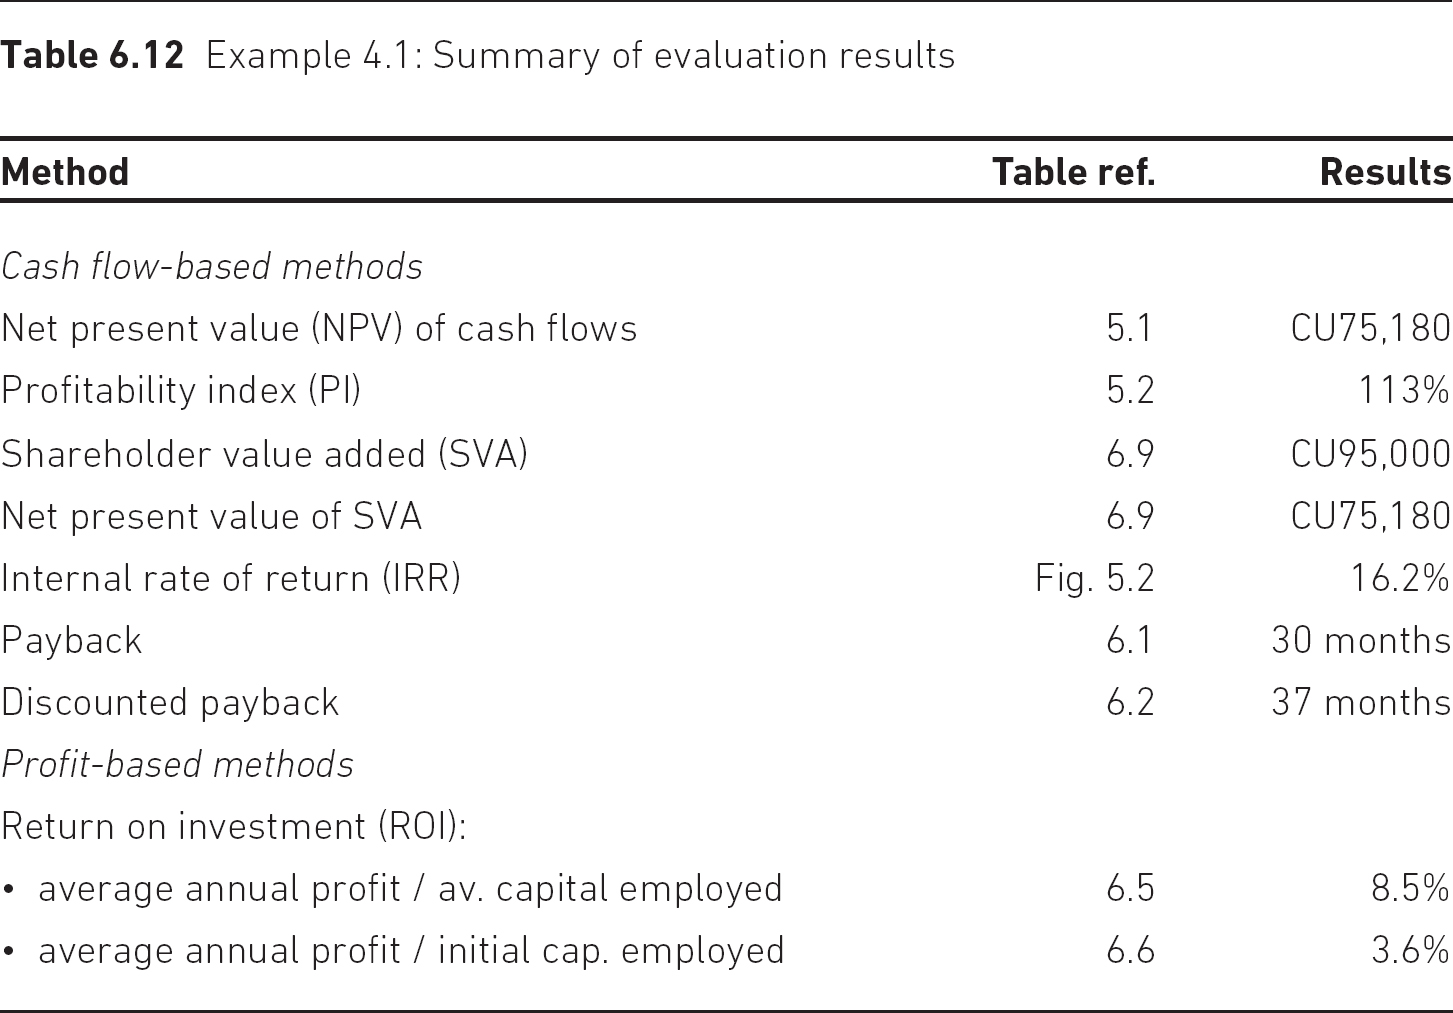 Table 6.12 Example 4.1: Summary of evaluation results
Method Table ref. Results
Cash flow-based methods
Net present value (NPV) of cash flows 5.1 CU75,180
Profitability index (PI) 5.2 113%
Shareholder value added (SVA) 6.9 CU95,000
Net present value of SVA 6.9 CU75,180
Internal rate of return (IRR) Fig. 5.2 16.2%
Payback 6.1 30 months
Discounted payback 6.2 37 months
Profit-based methods
Return on investment (ROI):
• average annual profit / av. capital employed 6.5 8.5%
• average annual profit / initial cap. employed 6.6 3.6%